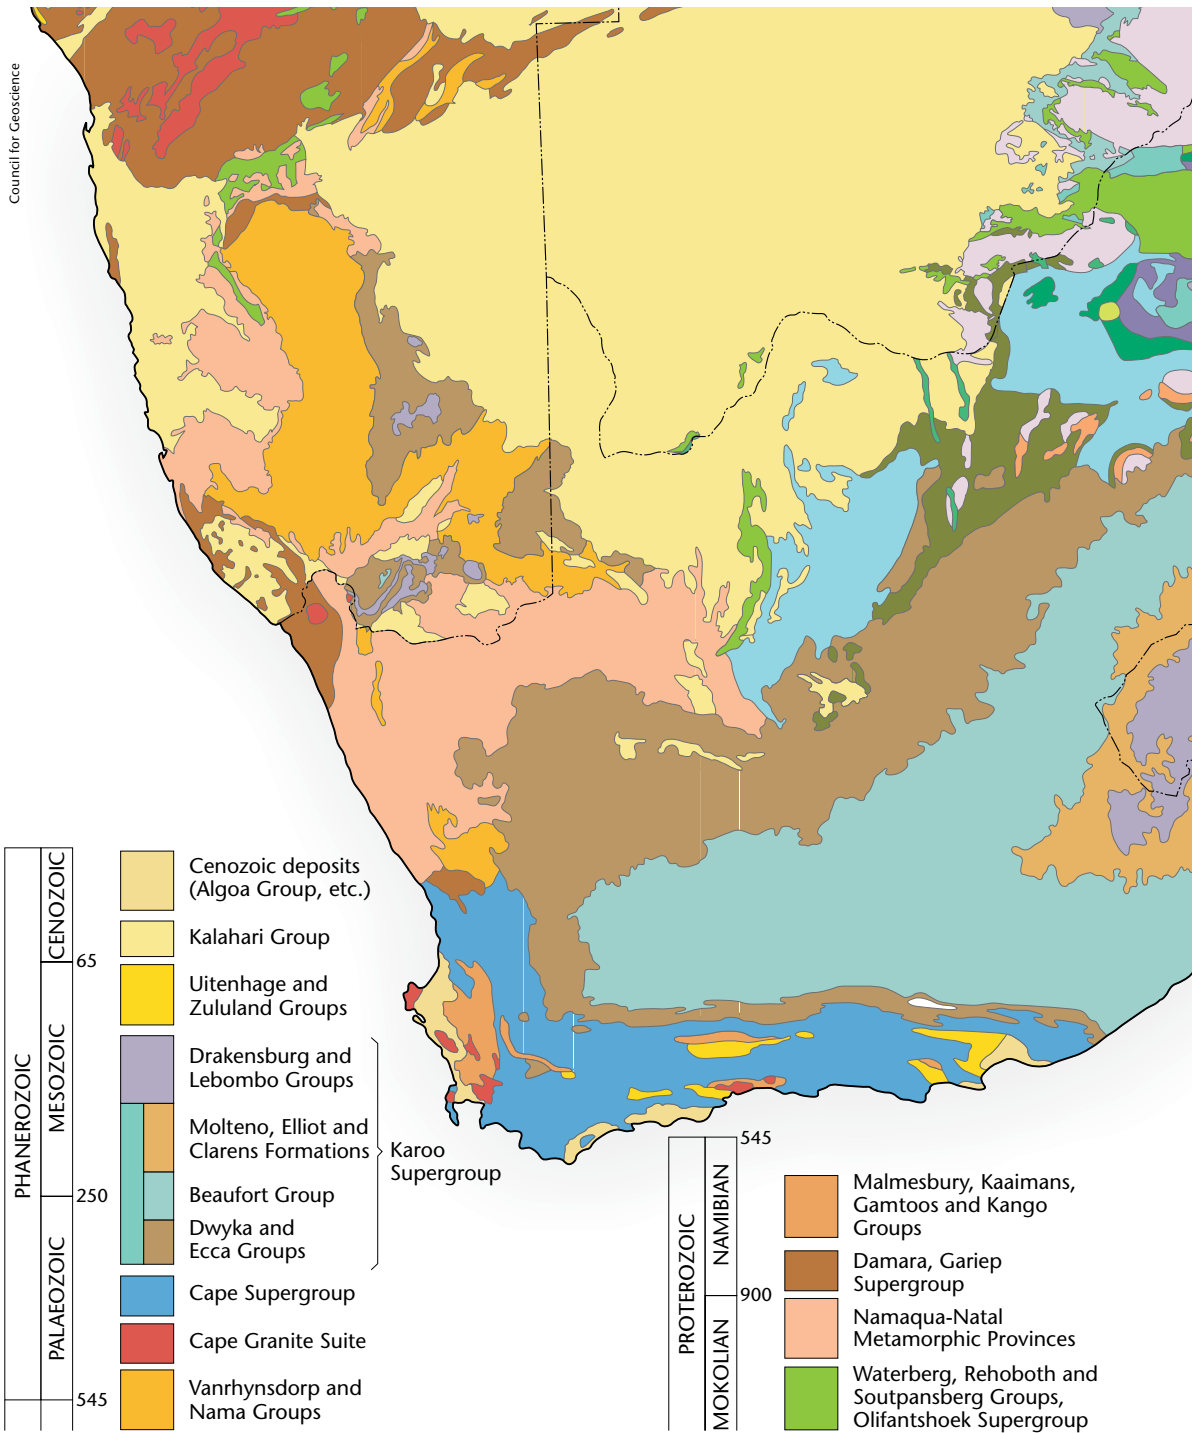 Council for Geoscience
PHANEROZOIC
CENOZOIC
MESOZOIC
PALAEOZOIC
65
250
545
Cenozoic deposits
(Algoa Group, etc.)
Kalahari Group
Uitenhage and
Zululand Groups
Drakensburg and
Lebombo Groups
Molteno, Elliot and
Clarens Formations
Beaufort Group
Dwyka and
Ecca Groups
Karoo
Supergroup
Cape Supergroup
Cape Granite Suite
Vanrhynsdorp and
Nama Groups
PROTEROZOIC
NAMIBIAN
MOKOLIAN
545
900
Malmesbury, Kaaimans,
Gamtoos and Kango
Groups
Damara, Gariep
Supergroup
Namaqua-Natal
Metamorphic Provinces
Waterberg, Rehoboth and
Soutpansberg Groups,
Olifantshoek Supergroup